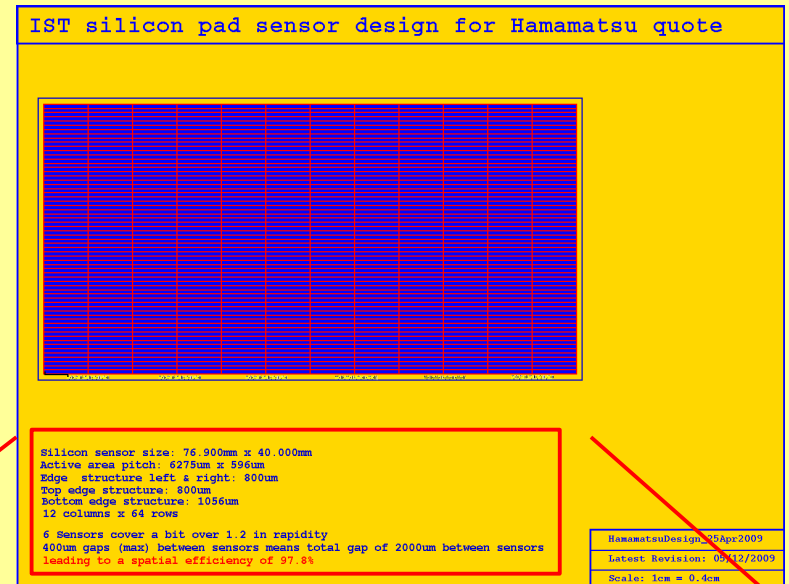 IST silicon pad sensor design for Hamamatsu quote
Silicon sensor size: 76.900mm x 40.000mm
Active area pitch: 6275um x 596um
Edge structure left & right: 800um
Top edge structure: 800um
Bottom edge structure: 1056um
12 columns x 64 rows
6 Sensors cover a bit over 1.2 in rapidity
400um gaps (max) between sensors means total gap of 2000um between sensors
leading to a spatial efficiency of 97.8%
HamamatsuDesign_25Apr2009
Latest Revision: 05/12/2009
Scale: 1cm = 0.4cm